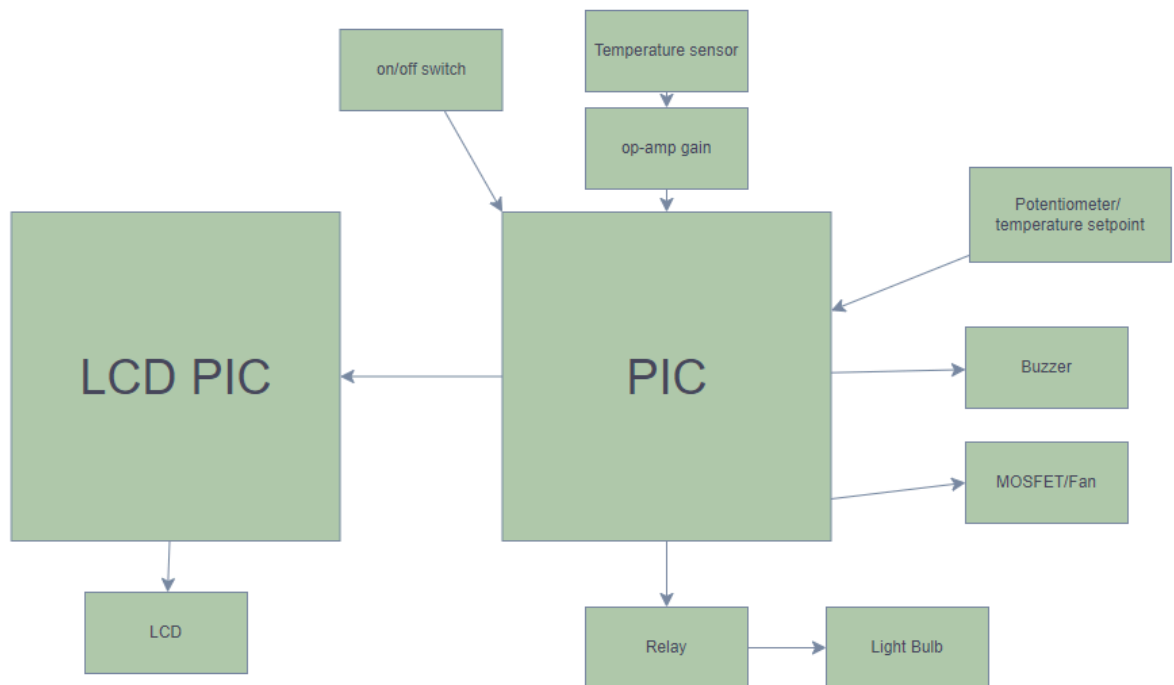 Temperature sensor
on/off switch
op-amp gain
Potentiometer/
temperature setpoint
LCD PIC
PIC
Buzzer
MOSFET/Fan
LCD
Relay
Light Bulb